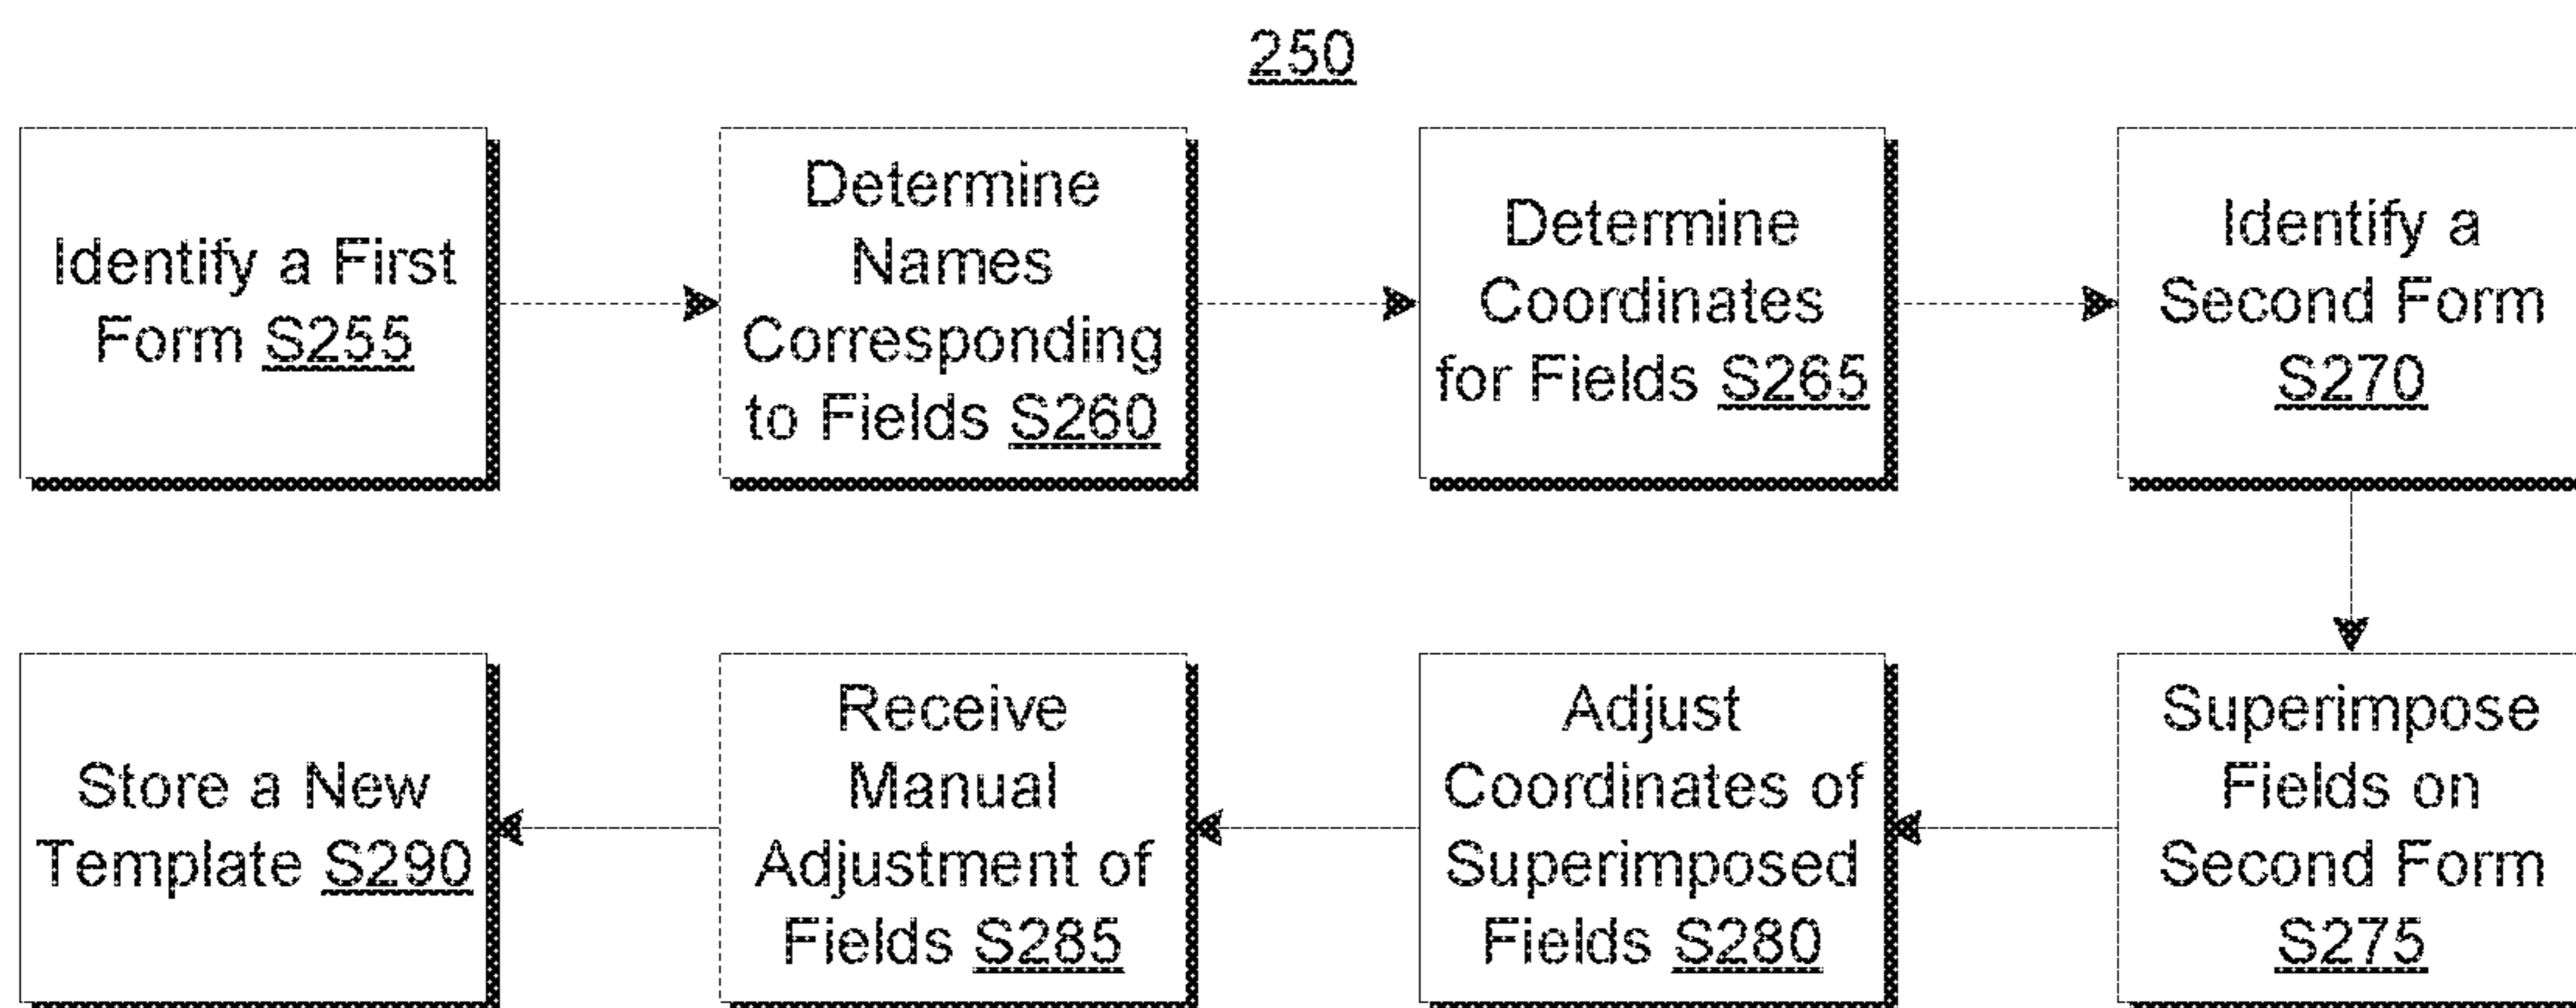 250
Identify a First
Form S255
Determine
Names
Corresponding
to Fields S260
Determine
Coordinates
for Fields S265
Identify a
Second Form
S270
Superimpose
Fields on
Second Form
S275
Adjust
Coordinates of
Superimposed
Fields S280
Receive
Manual
Adjustment of
Fields S285
Store a New
Template S290